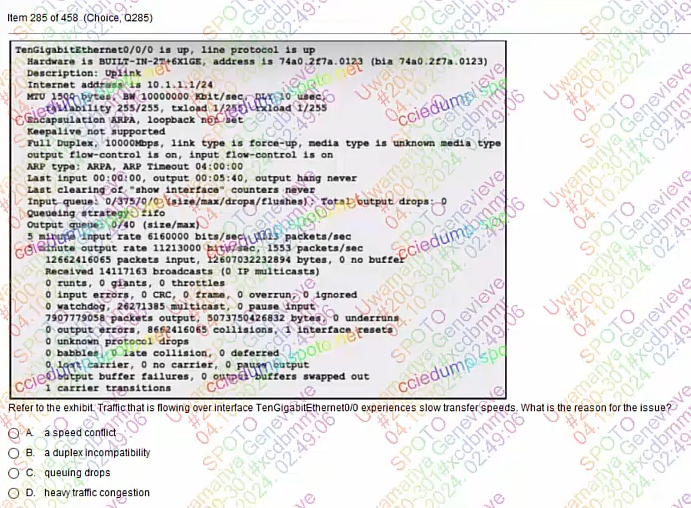 Item 285 of 458 (Choice, Q285)
TenGigabitEthernet0/0/0 is up, line protocol is up
Hardware is BUILT-IN-2T+6X1GE, address is 74a0.2f7a.0123 (bia 74a0.2f7a.0123)
Description: Uplink
Internet address is 10.1.1.1/24
MTU 1500 bytes, BW 10000000 Kbit/sec, DLY 10 usec,
reliability 255/255, txload 1/255, rxload 1/255
Encapsulation ARPA, loopback not set
Keepalive not supported
Full Duplex, 10000Mbps, link type is force-up, media type is unknown media type
output flow-control is on, input flow-control is on
ARP type: ARPA, ARP Timeout 04:00:00
Last input 00:00:00, output 00:05:40, output hang never
Last clearing of "show interface" counters never
Input queue: 0/375/0/0 (size/max/drops/flushes); Total output drops: 0
Queueing strategy: fifo
Output queue: 0/40 (size/max)
5 minute input rate 6160000 bits/sec, packets/sec
5 minute output rate 11213000 bits/sec, 1553 packets/sec
12662416065 packets input, 12607032232894 bytes, 0 no buffer
Received 14117163 broadcasts (0 IP multicasts)
0 runts, 0 giants, 0 throttles
0 input errors, 0 CRC, 0 frame, 0 overrun, 0 ignored
0 watchdog, 26271385 multicast, 0 pause input
7907779058 packets output, 5073750426832 bytes, 0 underruns
0 output errors, 8662416065 collisions, 1 interface resets
0 unknown protocol drops
0 babbles, 0 late collision, 0 deferred
0 lost carrier, 0 no carrier, 0 pause output
0 output buffer failures, 0 output buffers swapped out
1 carrier transitions
Refer to the exhibit. Traffic that is flowing over interface TenGigabitEthernet0/0 experiences slow transfer speeds. What is the reason for the issue?
A. a speed conflict
B. a duplex incompatibility
C. queuing drops
D. heavy traffic congestion